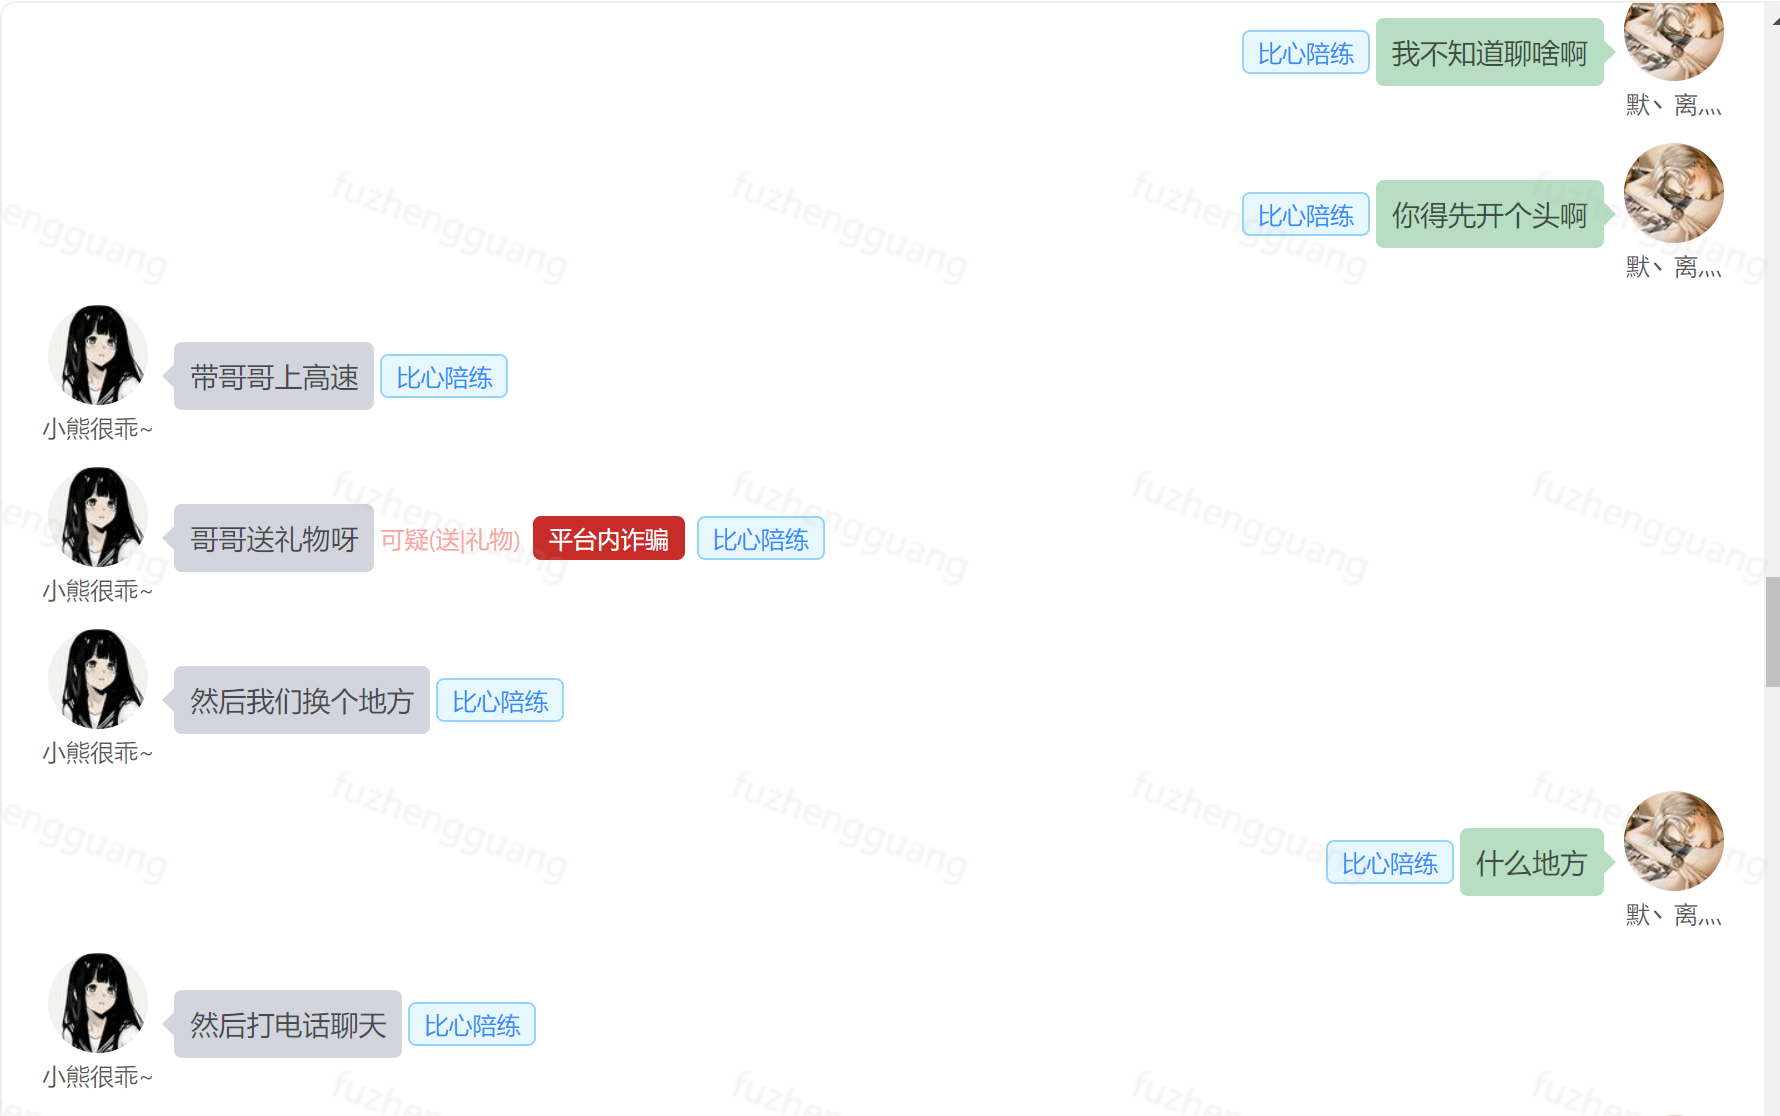 比心陪练 我不知道聊啥啊
默丶离灬
比心陪练 你得先开个头啊
默丶离灬
带哥哥上高速 比心陪练
小熊很乖~
哥哥送礼物呀 可疑(送|礼物) 平台内诈骗 比心陪练
小熊很乖~
然后我们换个地方 比心陪练
小熊很乖~
比心陪练 什么地方
默丶离灬
然后打电话聊天 比心陪练
小熊很乖~
fuzhengguang